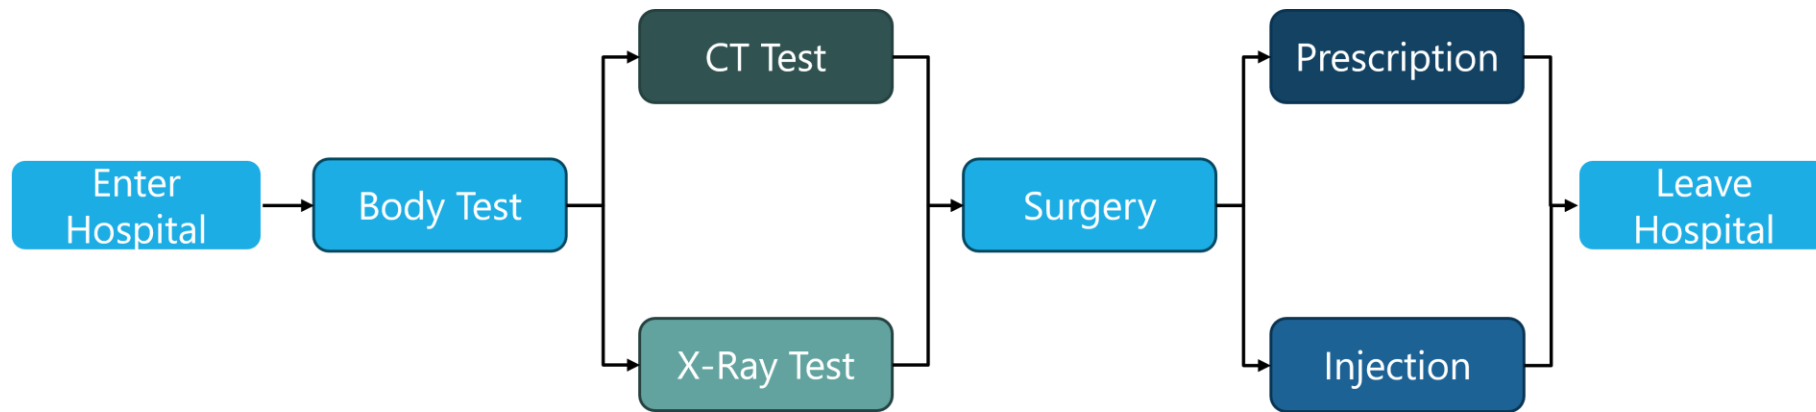 Enter
Hospital
Body Test
CT Test
X-Ray Test
Surgery
Prescription
Injection
Leave
Hospital